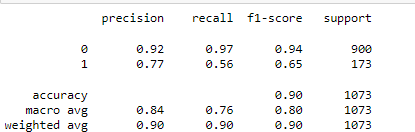 precision recall f1-score support
0 0.92 0.97 0.94 900
1 0.77 0.56 0.65 173
accuracy 0.90 1073
macro avg 0.84 0.76 0.80 1073
weighted avg 0.90 0.90 0.90 1073